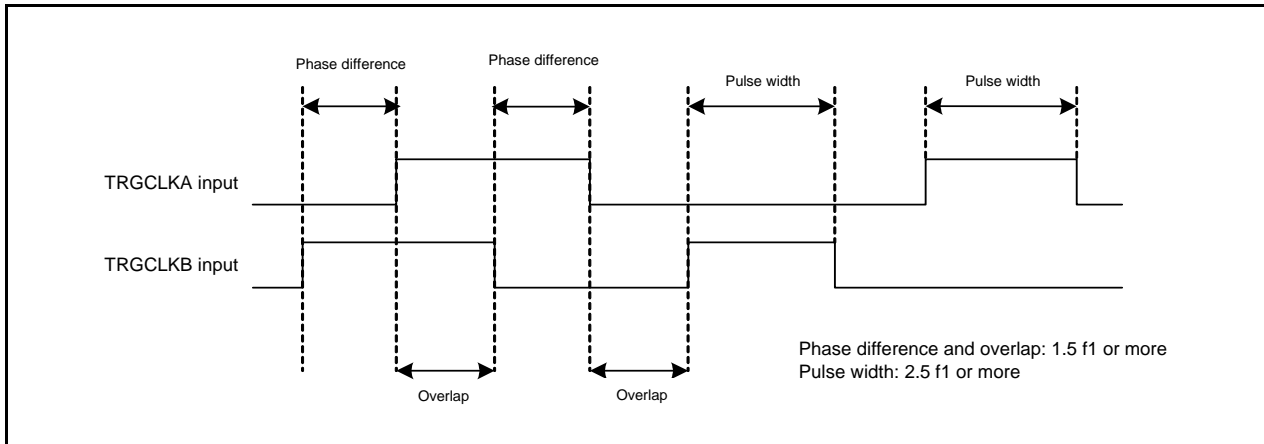 Phase difference
Phase difference
Pulse width
Pulse width
TRGCLKA input
TRGCLKB input
Overlap
Overlap
Phase difference and overlap: 1.5 f1 or more
Pulse width: 2.5 f1 or more